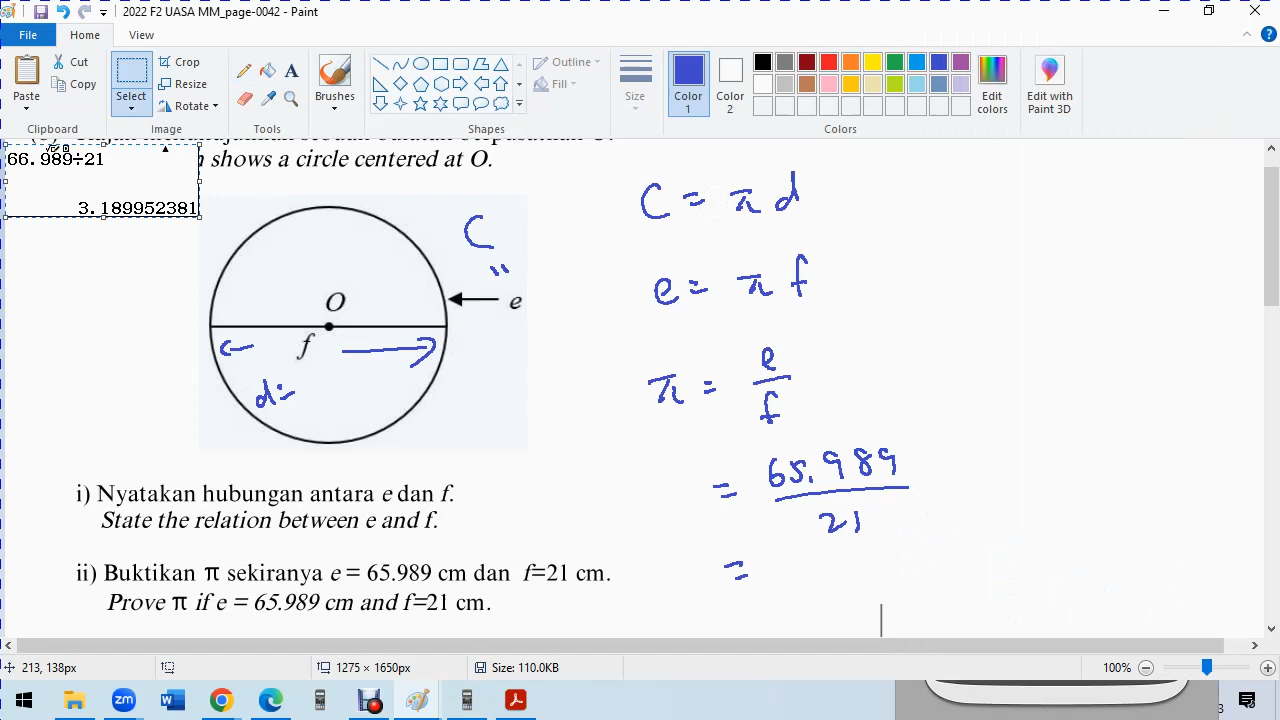 2022 F2 UASA MM_page-0042 - Paint
File Home View
Cut
Copy
Paste
Clipboard
Crop
Resize
Rotate
Select
Image
A
Tools
Brushes
Outline
Fill
Shapes
Size
Color 1
Color 2
Edit colors
Edit with Paint 3D
Colors
shows a circle centered at O.
66.989÷21
3.189952381
O
f
e
C
"
d=
C = π d
e = π f
π = e/f
= 65.989/21
=
i) Nyatakan hubungan antara e dan f.
State the relation between e and f.
ii) Buktikan π sekiranya e = 65.989 cm dan f=21 cm.
Prove π if e = 65.989 cm and f=21 cm.
213, 138px
1275 × 1650px
Size: 110.0KB
100%
zm
W
3